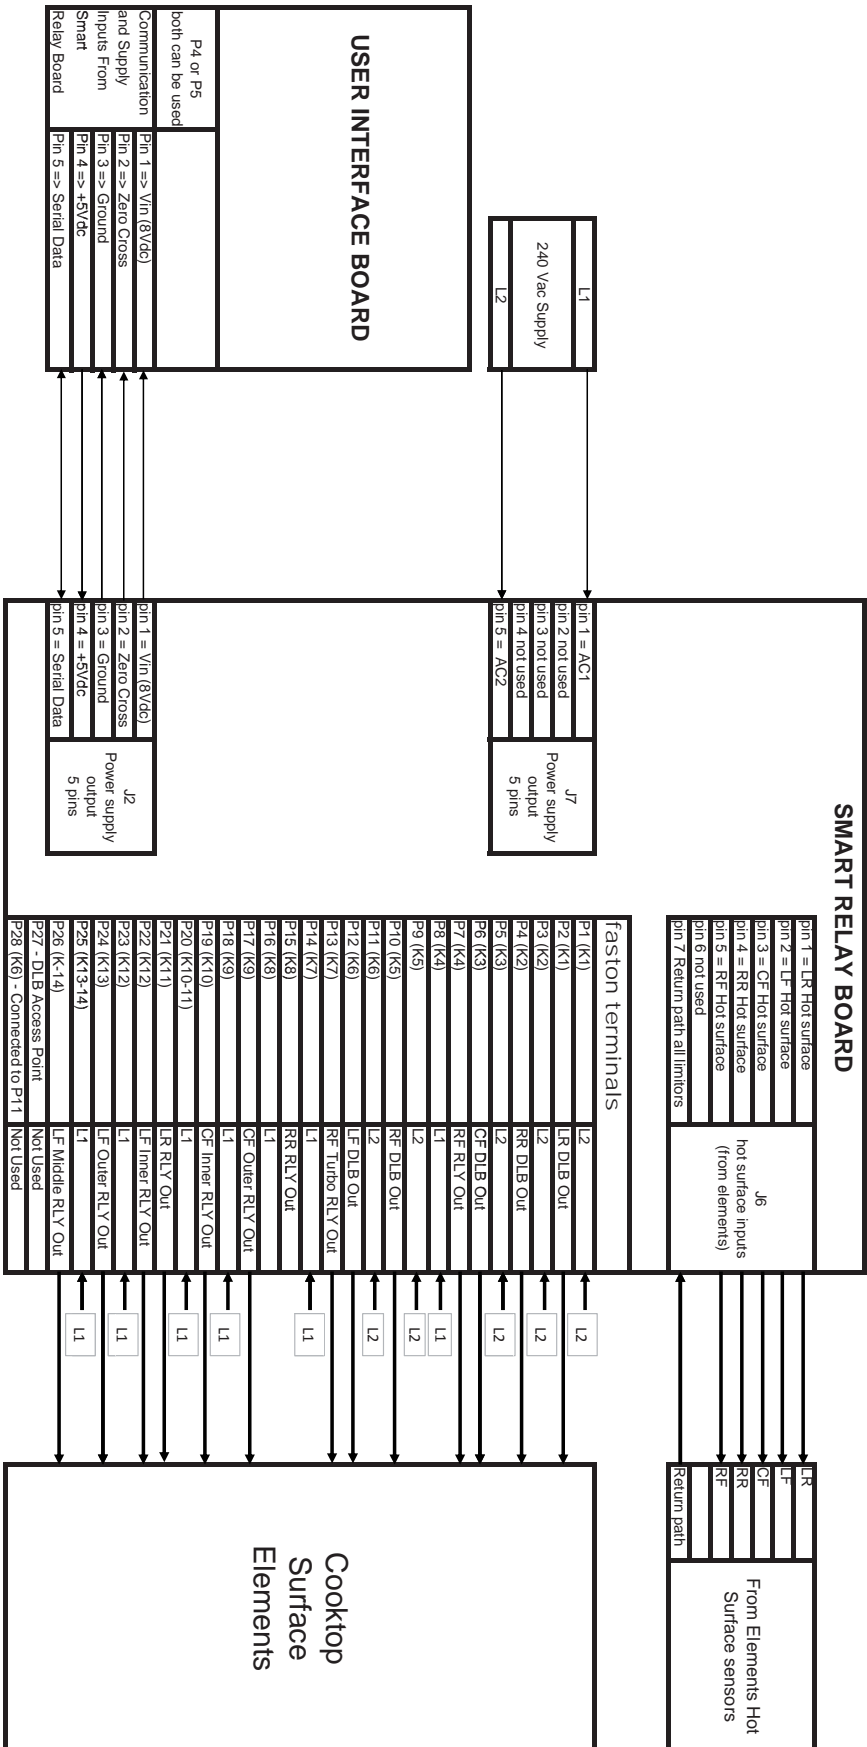 SMART RELAY BOARD
USER INTERFACE BOARD
P4 or P5
both can be used
Communication
and Supply
Inputs From
Smart
Relay Board
Pin 1 => Vin (8Vdc)
Pin 2 => Zero Cross
Pin 3 => Ground
Pin 4 => +5Vdc
Pin 5 => Serial Data
L1
240 Vac Supply
L2
pin 1 = AC1
pin 2 not used
pin 3 not used
pin 4 not used
pin 5 = AC2
J7
Power supply
output
5 pins
pin 1 = Vin (8Vdc)
pin 2 = Zero Cross
pin 3 = Ground
pin 4 = +5Vdc
pin 5 = Serial Data
J2
Power supply
output
5 pins
pin 1 = LR Hot surface
pin 2 = LF Hot surface
pin 3 = CF Hot surface
pin 4 = RR Hot surface
pin 5 = RF Hot surface
pin 6 not used
pin 7 Return path all limitors
J6
hot surface inputs
(from elements)
faston terminals
P1 (K1) L2
P2 (K1) LR DLB Out
P3 (K2) L2
P4 (K2) RR DLB Out
P5 (K3) L2
P6 (K3) CF DLB Out
P7 (K4) RF RLY Out
P8 (K4) L1
P9 (K5) L2
P10 (K5) RF DLB Out
P11 (K6) L2
P12 (K6) LF DLB Out
P13 (K7) RF Turbo RLY Out
P14 (K7) L1
P15 (K8) RR RLY Out
P16 (K8) L1
P17 (K9) CF Outer RLY Out
P18 (K9) L1
P19 (K10) CF Inner RLY Out
P20 (K10-11) L1
P21 (K11) LR RLY Out
P22 (K12) LF Inner RLY Out
P23 (K12) L1
P24 (K13) LF Outer RLY Out
P25 (K13-14) L1
P26 (K-14) LF Middle RLY Out
P27 - DLB Access Point Not Used
P28 (K6) - Connected to P11 Not Used
L2
L2
L2
L1
L2
L2
L1
L1
L1
L1
L1
LR
LF
CF
RR
RF
Return path
From Elements Hot
Surface sensors
Cooktop
Surface
Elements